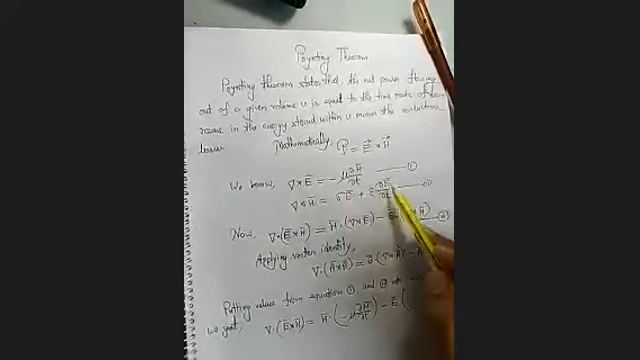 Poynting Theorem
Poynting theorem states that, the net power flowing
out of a given volume v is equal to the time rate of
in the energy stored within v minus the conduction
losses
Mathematically, P = E⃗ × H⃗
We know, ∇×E̅ = -μ ∂H̅/∂t —— ①
∇×H̅ = σE̅ + ε ∂E̅/∂t ——
Now, ∇·(E̅×H̅) = H̅·(∇×E̅) - E̅·(∇×H̅)
Applying vector identity,
∇·(A̅×B̅) = B̅·(∇×A̅) -
Putting values from equation ① and ②
we get, ∇·(E̅×H̅) = H̅·(-μ ∂H̅/∂t) - E̅(